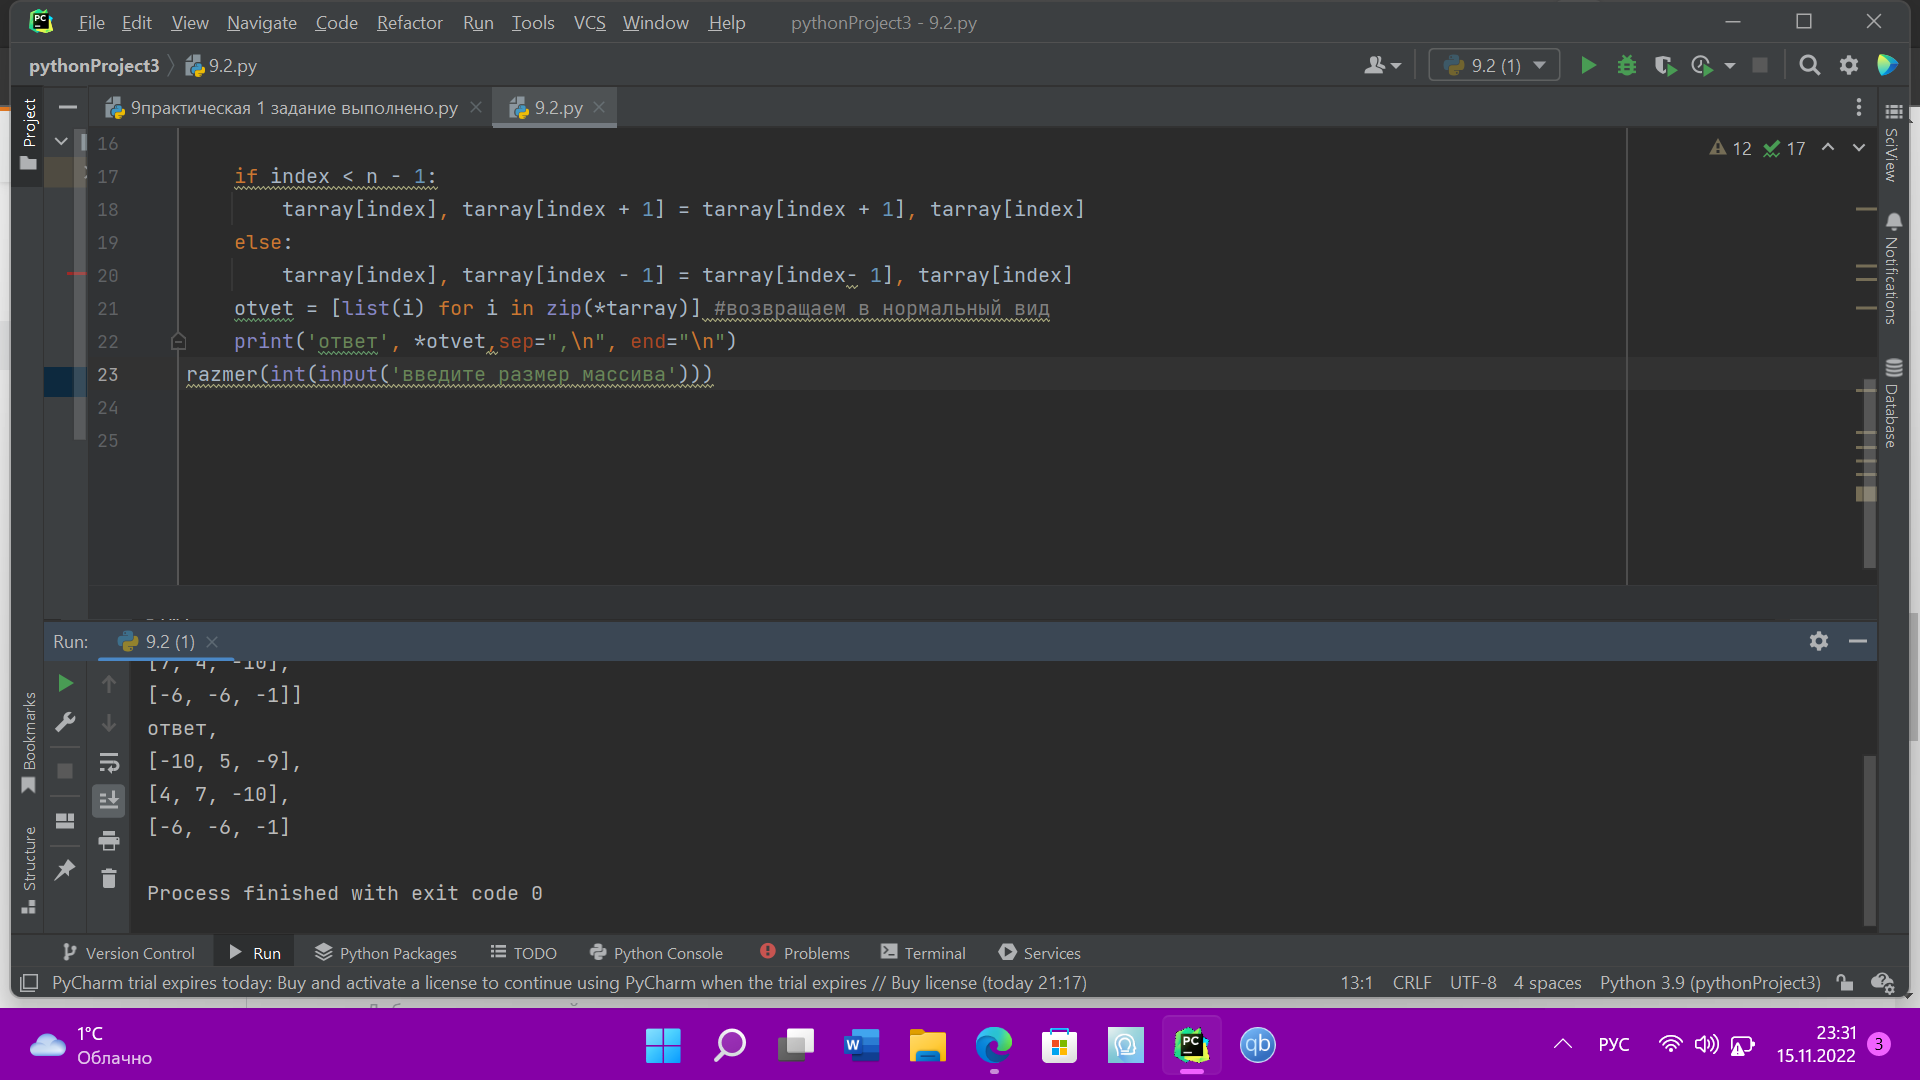 File Edit View Navigate Code Refactor Run Tools VCS Window Help pythonProject3 - 9.2.py
pythonProject3 9.2.py 9.2 (1)
9практическая 1 задание выполнено.py 9.2.py
Project
16
12 17
17 if index < n - 1:
18 tarray[index], tarray[index + 1] = tarray[index + 1], tarray[index]
19 else:
20 tarray[index], tarray[index - 1] = tarray[index- 1], tarray[index]
21 otvet = [list(i) for i in zip(*tarray)] #возвращаем в нормальный вид
22 print('ответ', *otvet,sep=",\n", end="\n")
23 razmer(int(input('введите размер массива')))
24
25
SciView
Notifications
Database
Run: 9.2 (1)
[7, 4, -10],
[-6, -6, -1]]
ответ,
[-10, 5, -9],
[4, 7, -10],
[-6, -6, -1]
Process finished with exit code 0
Bookmarks
Structure
Version Control Run Python Packages TODO Python Console Problems Terminal Services
PyCharm trial expires today: Buy and activate a license to continue using PyCharm when the trial expires // Buy license (today 21:17) 13:1 CRLF UTF-8 4 spaces Python 3.9 (pythonProject3)
1°C
Облачно
W
PC
qb
РУС
23:31
15.11.2022
3